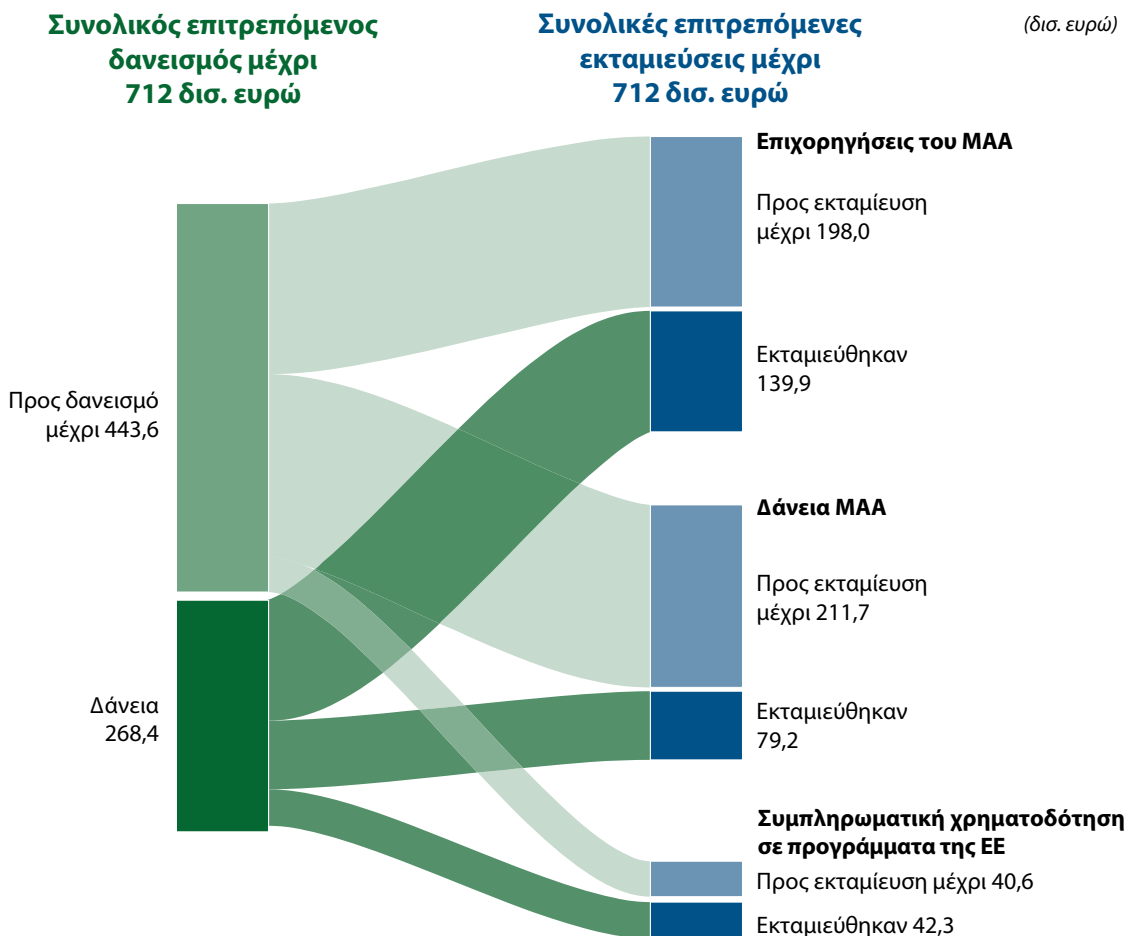 Συνολικός επιτρεπόμενος
δανεισμός μέχρι
712 δισ. ευρώ
Συνολικές επιτρεπόμενες
εκταμιεύσεις μέχρι
712 δισ. ευρώ
(δισ. ευρώ)
Επιχορηγήσεις του ΜΑΑ
Προς εκταμίευση
μέχρι 198,0
Εκταμιεύθηκαν
139,9
Προς δανεισμό
μέχρι 443,6
Δάνεια ΜΑΑ
Προς εκταμίευση
μέχρι 211,7
Δάνεια
268,4
Εκταμιεύθηκαν
79,2
Συμπληρωματική χρηματοδότηση
σε προγράμματα της ΕΕ
Προς εκταμίευση μέχρι 40,6
Εκταμιεύθηκαν 42,3